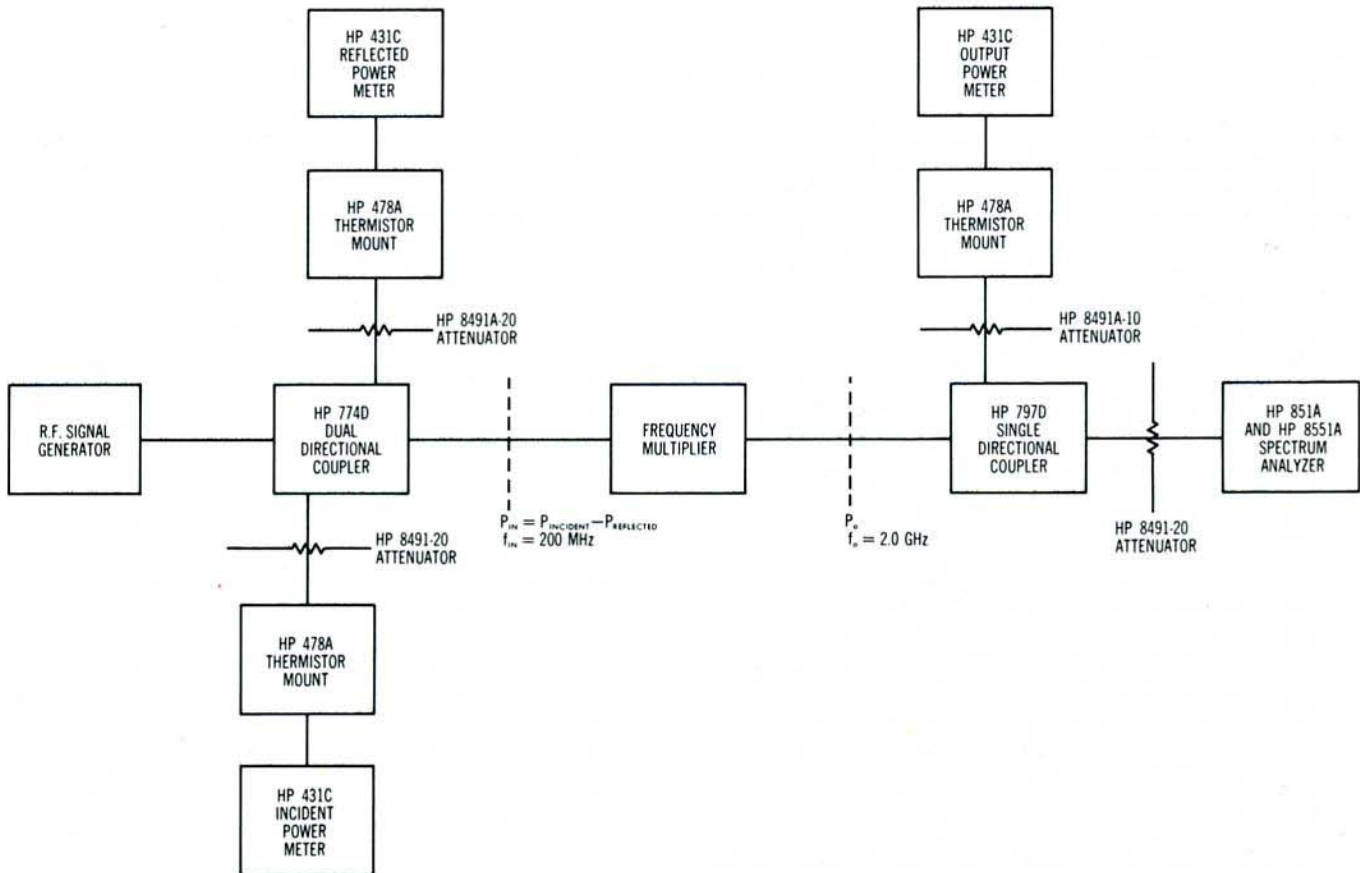 HP 431C
REFLECTED
POWER
METER
HP 431C
OUTPUT
POWER
METER
HP 478A
THERMISTOR
MOUNT
HP 478A
THERMISTOR
MOUNT
HP 8491A-20
ATTENUATOR
HP 8491A-10
ATTENUATOR
R.F. SIGNAL
GENERATOR
HP 774D
DUAL
DIRECTIONAL
COUPLER
FREQUENCY
MULTIPLIER
HP 797D
SINGLE
DIRECTIONAL
COUPLER
HP 851A
AND HP 8551A
SPECTRUM
ANALYZER
P_IN = P_INCIDENT — P_REFLECTED
f_IN = 200 MHz
P_o
f_o = 2.0 GHz
HP 8491-20
ATTENUATOR
HP 8491-20
ATTENUATOR
HP 478A
THERMISTOR
MOUNT
HP 431C
INCIDENT
POWER
METER